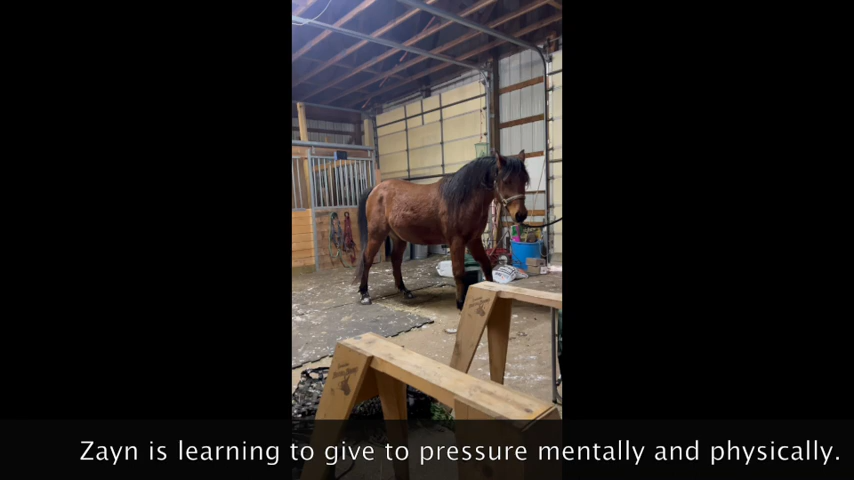 Zayn is learning to give to pressure mentally and physically.